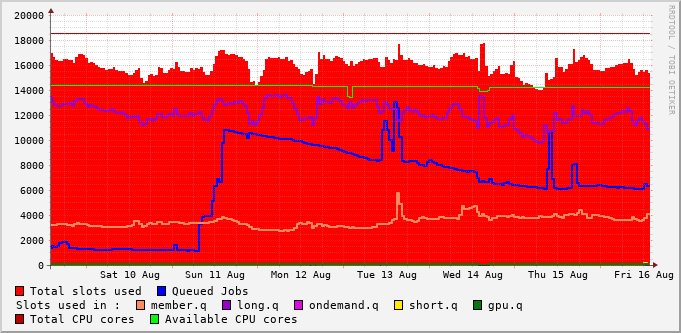 20000
18000
16000
14000
12000
10000
8000
6000
4000
2000
0
Sat 10 Aug Sun 11 Aug Mon 12 Aug Tue 13 Aug Wed 14 Aug Thu 15 Aug Fri 16 Aug
Total slots used Queued Jobs
Slots used in : member.q long.q ondemand.q short.q gpu.q
Total CPU cores Available CPU cores
RRDTOOL / TOBI OETIKER